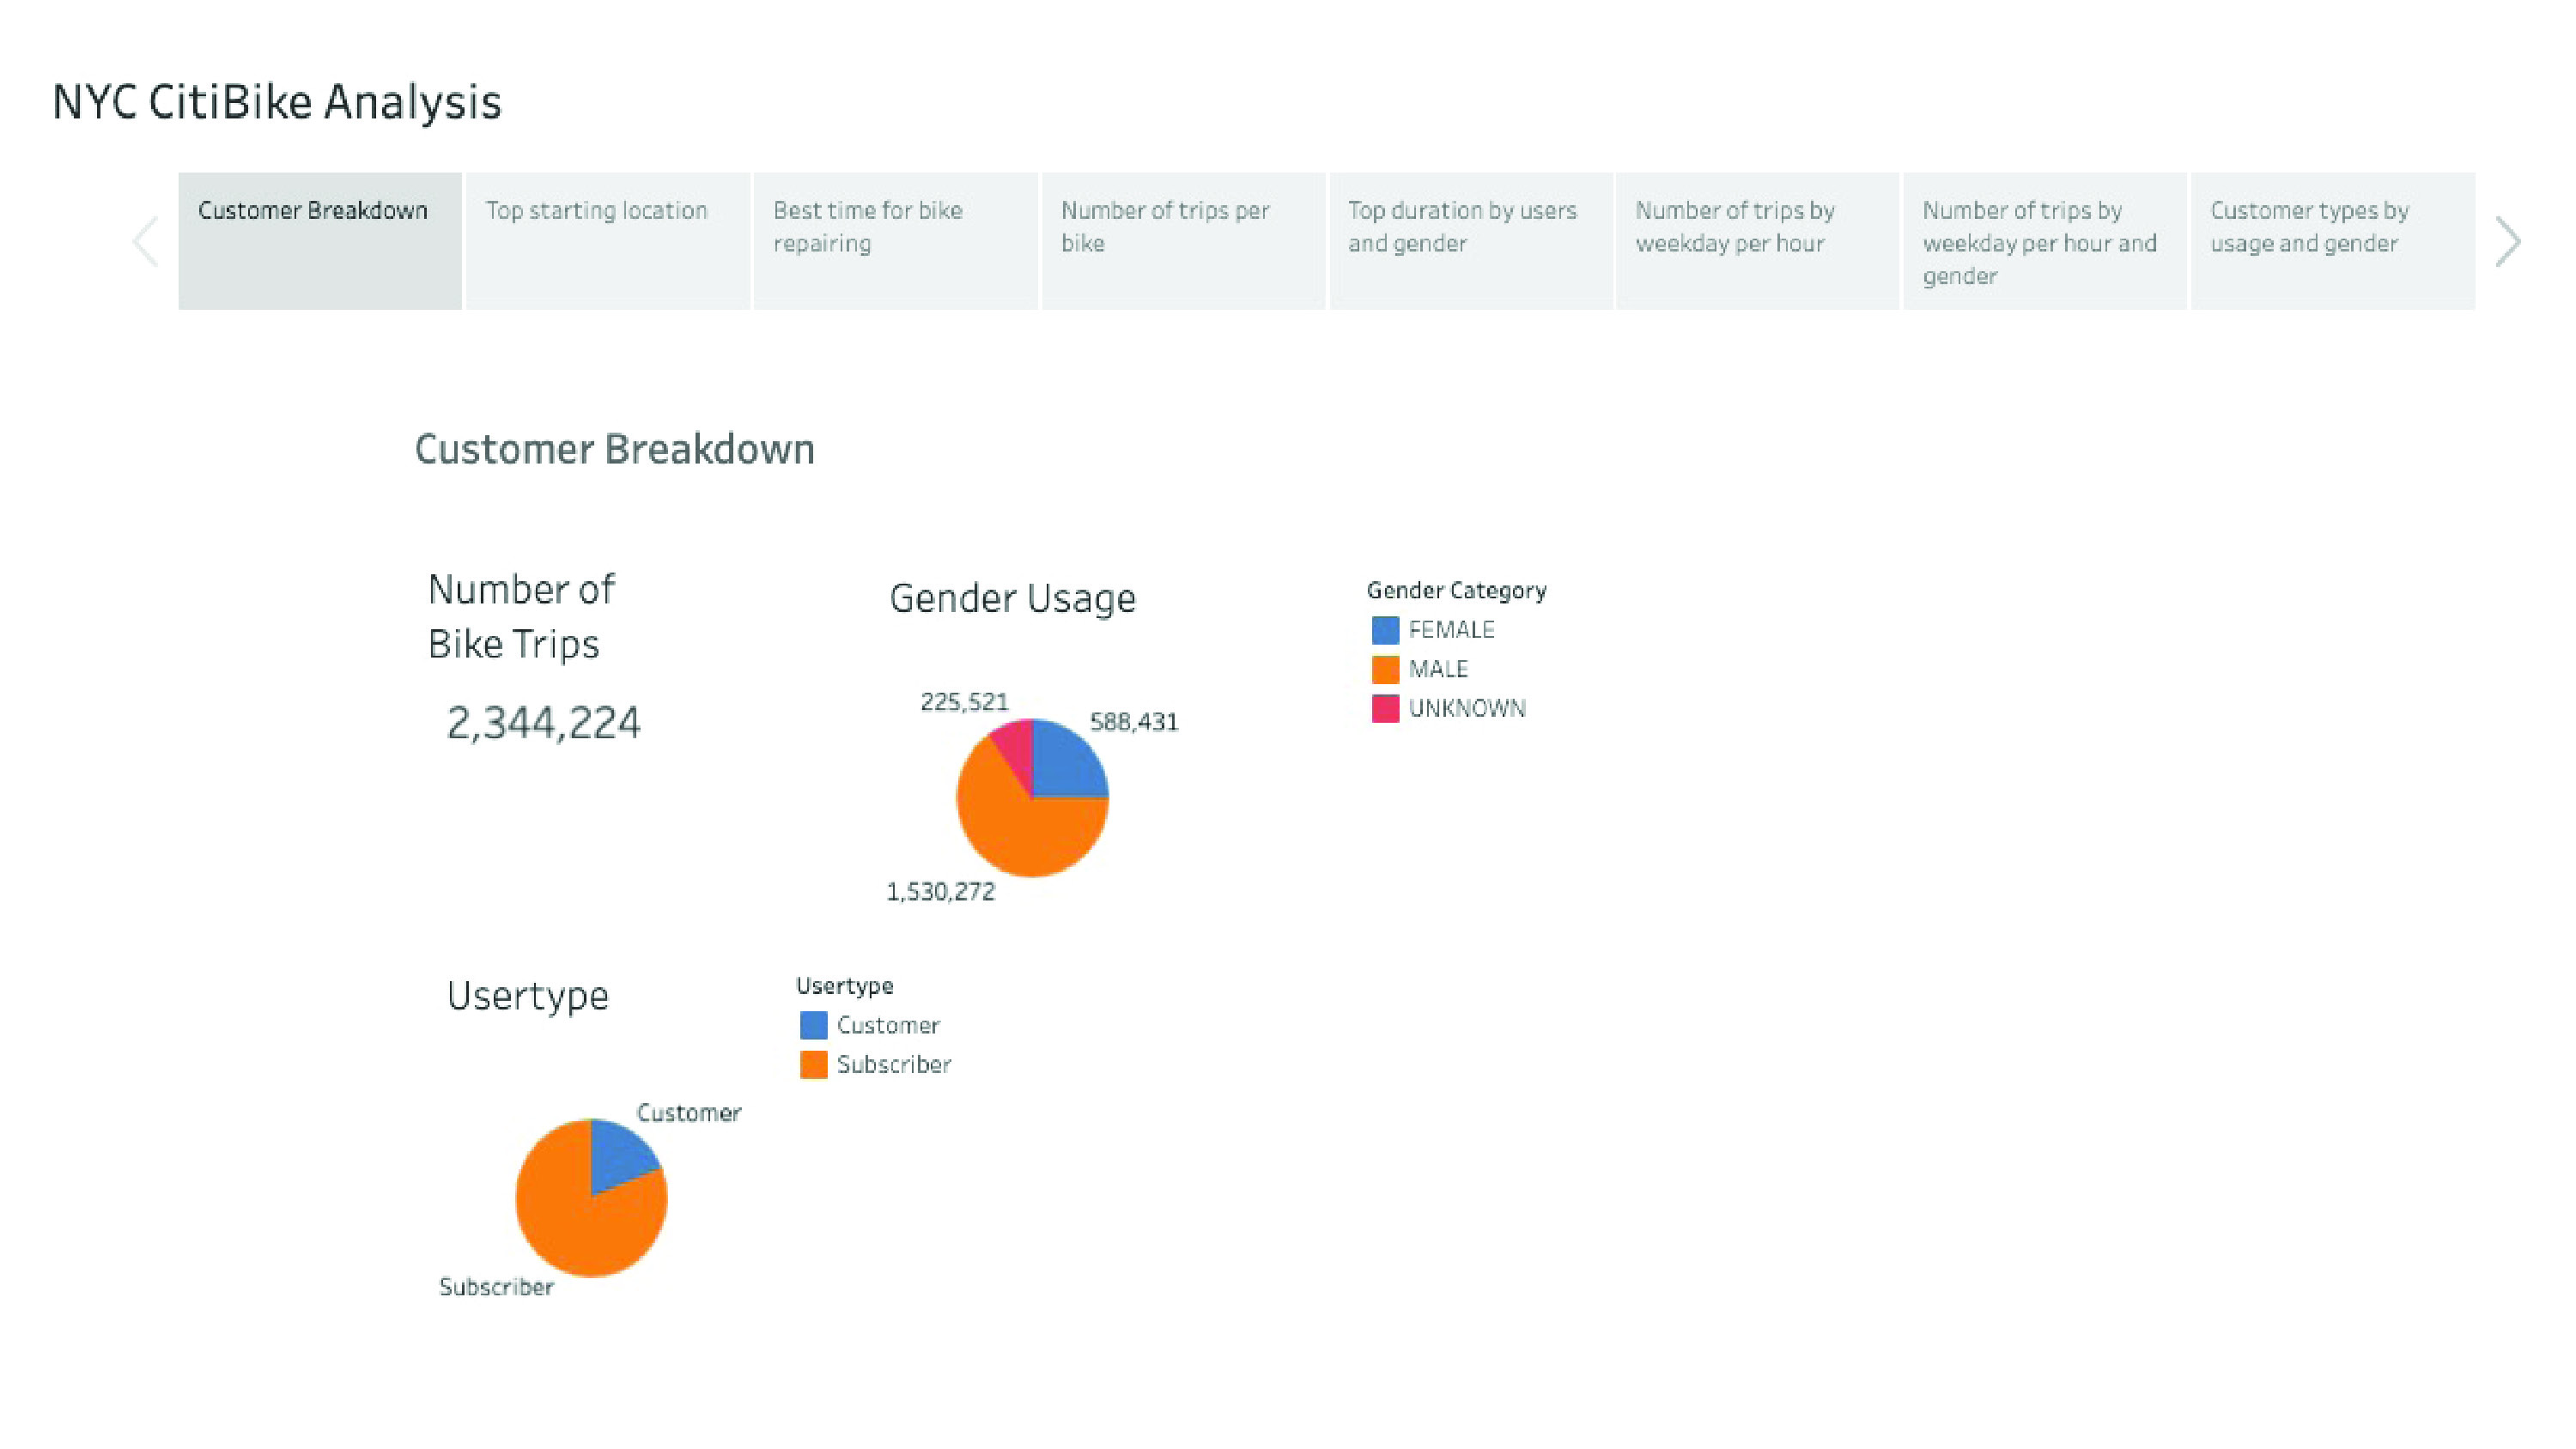 NYC CitiBike Analysis
Customer Breakdown
Top starting location
Best time for bike
repairing
Number of trips per
bike
Top duration by users
and gender
Number of trips by
weekday per hour
Number of trips by
weekday per hour and
gender
Customer types by
usage and gender
Customer Breakdown
Number of
Bike Trips
2,344,224
Gender Usage
225,521
588,431
1,530,272
Gender Category
FEMALE
MALE
UNKNOWN
Usertype
Customer
Subscriber
Usertype
Customer
Subscriber